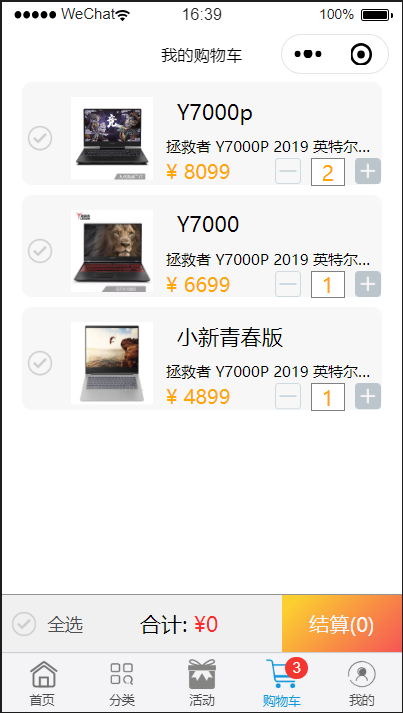 WeChat 16:39 100%
我的购物车
Y7000p
拯救者 Y7000P 2019 英特尔...
¥ 8099 2
Y7000
拯救者 Y7000P 2019 英特尔...
¥ 6699 1
小新青春版
拯救者 Y7000P 2019 英特尔...
¥ 4899 1
全选 合计: ¥0 结算(0)
3
首页 分类 活动 购物车 我的